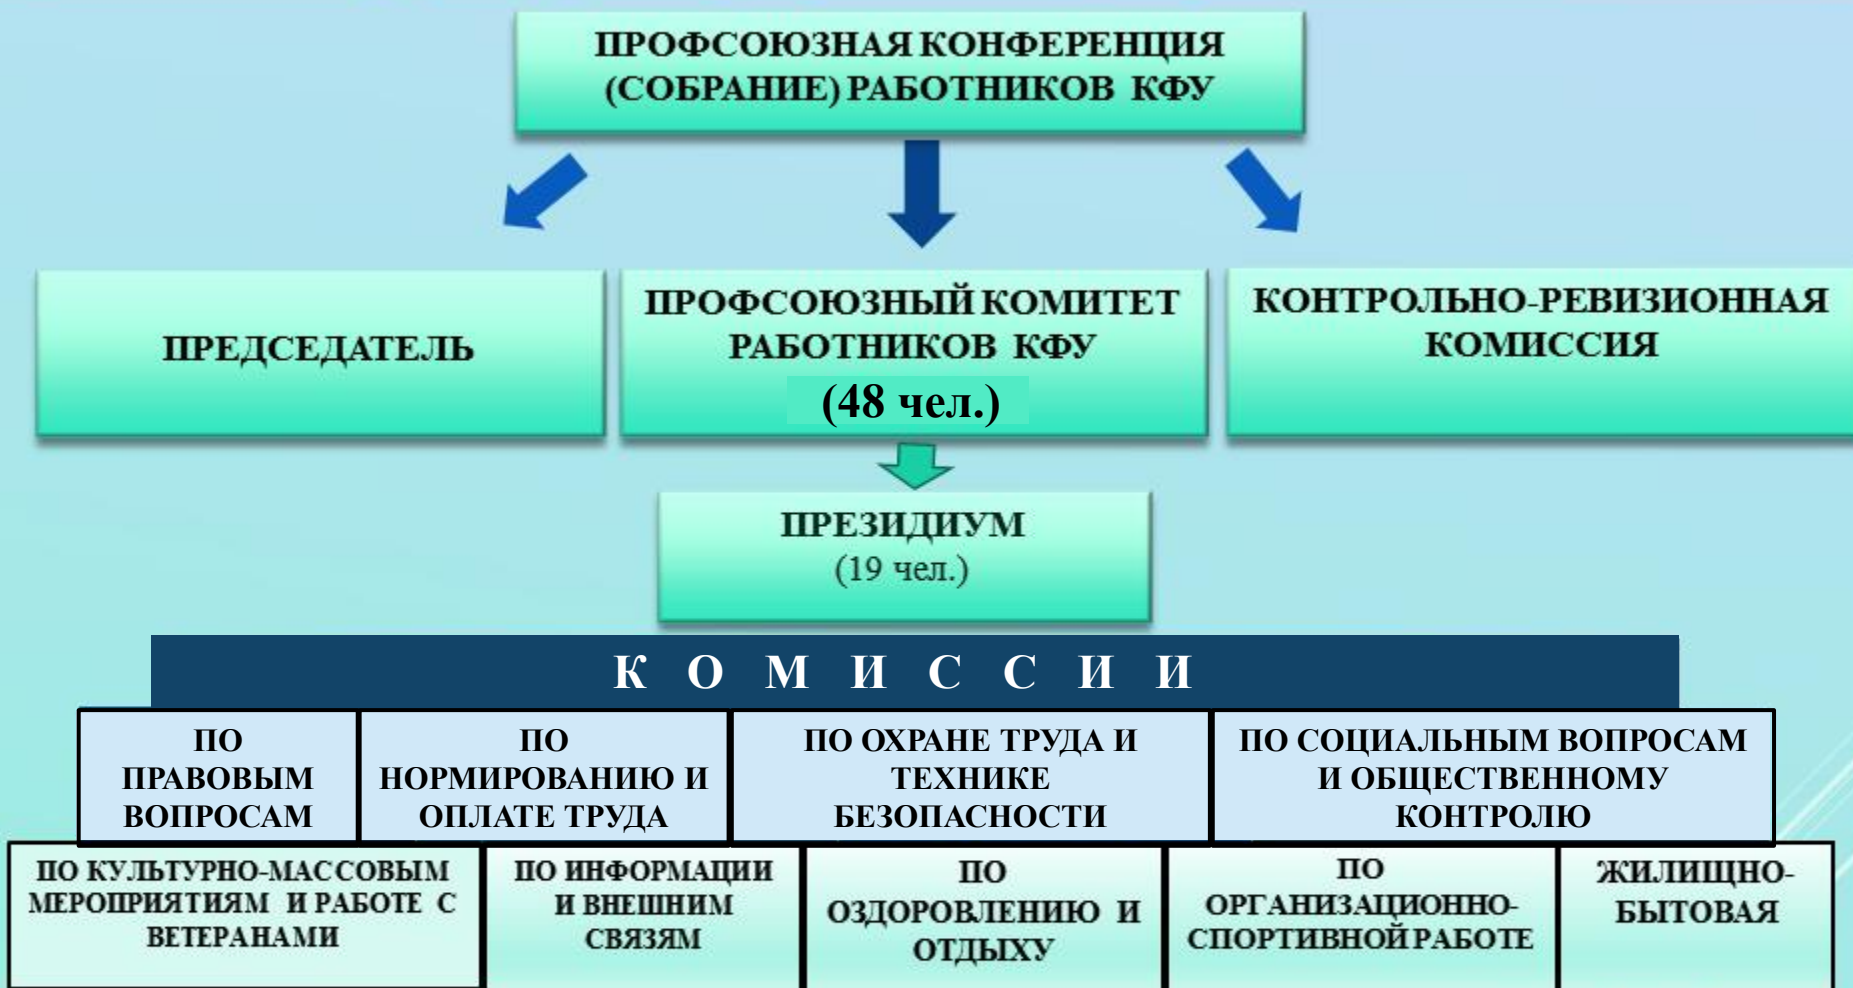 ПРОФСОЮЗНАЯ КОНФЕРЕНЦИЯ
(СОБРАНИЕ) РАБОТНИКОВ КФУ
ПРЕДСЕДАТЕЛЬ
ПРОФСОЮЗНЫЙ КОМИТЕТ
РАБОТНИКОВ КФУ
(48 чел.)
КОНТРОЛЬНО-РЕВИЗИОННАЯ
КОМИССИЯ
ПРЕЗИДИУМ
(19 чел.)
К О М И С С И И
ПО
ПРАВОВЫМ
ВОПРОСАМ
ПО
НОРМИРОВАНИЮ И
ОПЛАТЕ ТРУДА
ПО ОХРАНЕ ТРУДА И
ТЕХНИКЕ
БЕЗОПАСНОСТИ
ПО СОЦИАЛЬНЫМ ВОПРОСАМ
И ОБЩЕСТВЕННОМУ
КОНТРОЛЮ
ПО КУЛЬТУРНО-МАССОВЫМ
МЕРОПРИЯТИЯМ И РАБОТЕ С
ВЕТЕРАНАМИ
ПО ИНФОРМАЦИИ
И ВНЕШНИМ
СВЯЗЯМ
ПО
ОЗДОРОВЛЕНИЮ И
ОТДЫХУ
ПО
ОРГАНИЗАЦИОННО-
СПОРТИВНОЙ РАБОТЕ
ЖИЛИЩНО-
БЫТОВАЯ